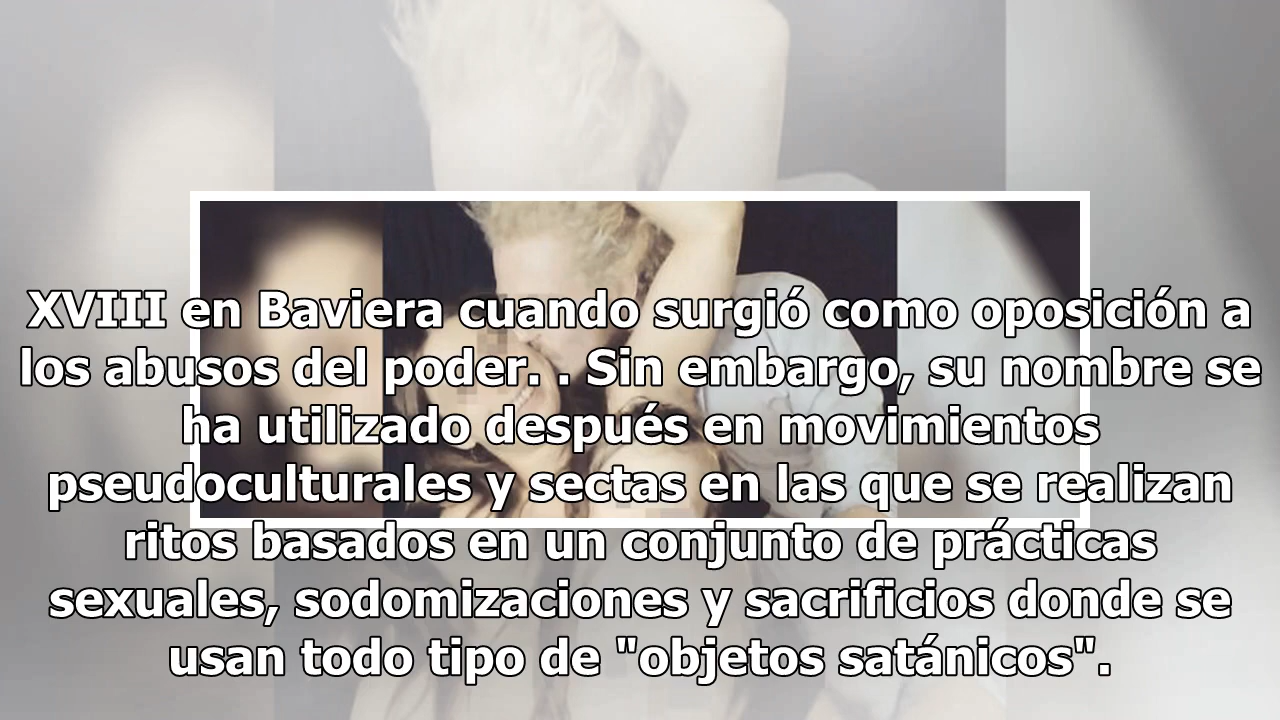 XVIII en Baviera cuando surgió como oposición a
los abusos del poder. . Sin embargo, su nombre se
ha utilizado después en movimientos
pseudoculturales y sectas en las que se realizan
ritos basados en un conjunto de prácticas
sexuales, sodomizaciones y sacrificios donde se
usan todo tipo de "objetos satánicos".